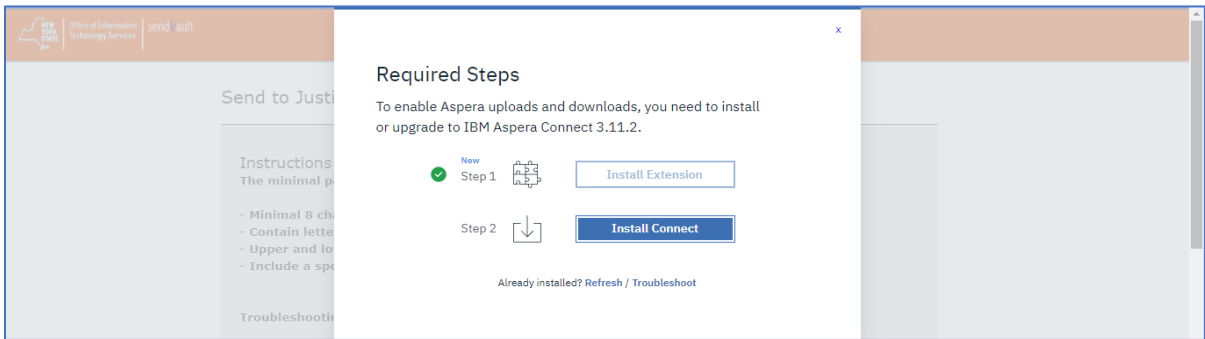 NEW
YORK
STATE
Office of Information
Technology Services
send
ault
x
Required Steps
Send to Justi
To enable Aspera uploads and downloads, you need to install
or upgrade to IBM Aspera Connect 3.11.2.
Instructions
The minimal p
New
Step 1
Install Extension
- Minimal 8 cha
- Contain lette
- Upper and lo
- Include a spe
Step 2
Install Connect
Already installed? Refresh / Troubleshoot
Troubleshootin